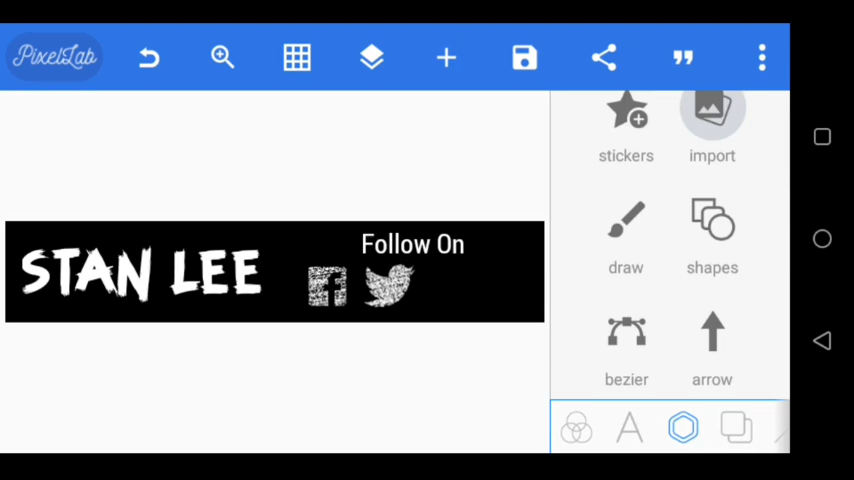 PixelLab
stickers
import
Follow On
STAN LEE
draw
shapes
bezier
arrow